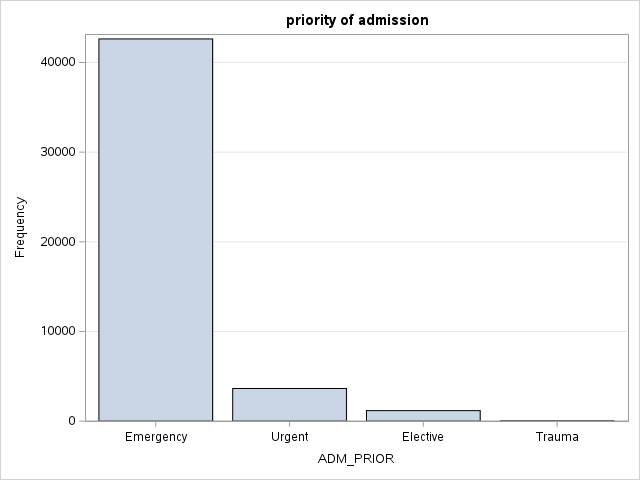 priority of admission
40000
30000
20000
10000
0
Frequency
Emergency Urgent Elective Trauma
ADM_PRIOR